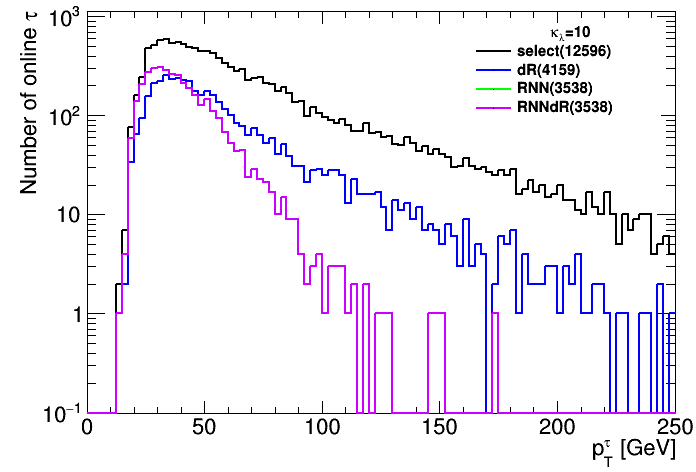 Number of online τ
10³
10²
10
1
10⁻¹
κλ=10
select(12596)
dR(4159)
RNN(3538)
RNNdR(3538)
0 50 100 150 200 250
p_T^τ [GeV]